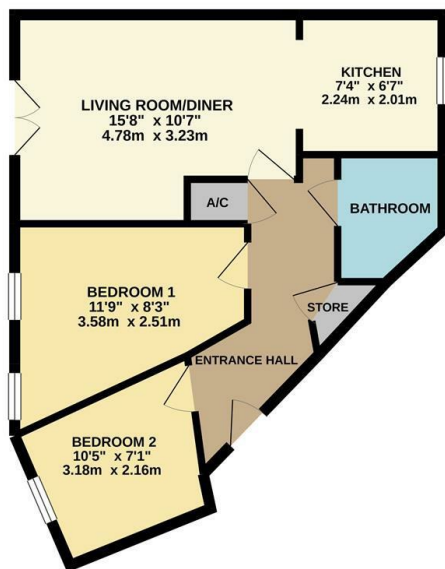 KITCHEN
7'4" x 6'7"
2.24m x 2.01m
LIVING ROOM/DINER
15'8" x 10'7"
4.78m x 3.23m
A/C
BATHROOM
BEDROOM 1
11'9" x 8'3"
3.58m x 2.51m
STORE
ENTRANCE HALL
BEDROOM 2
10'5" x 7'1"
3.18m x 2.16m